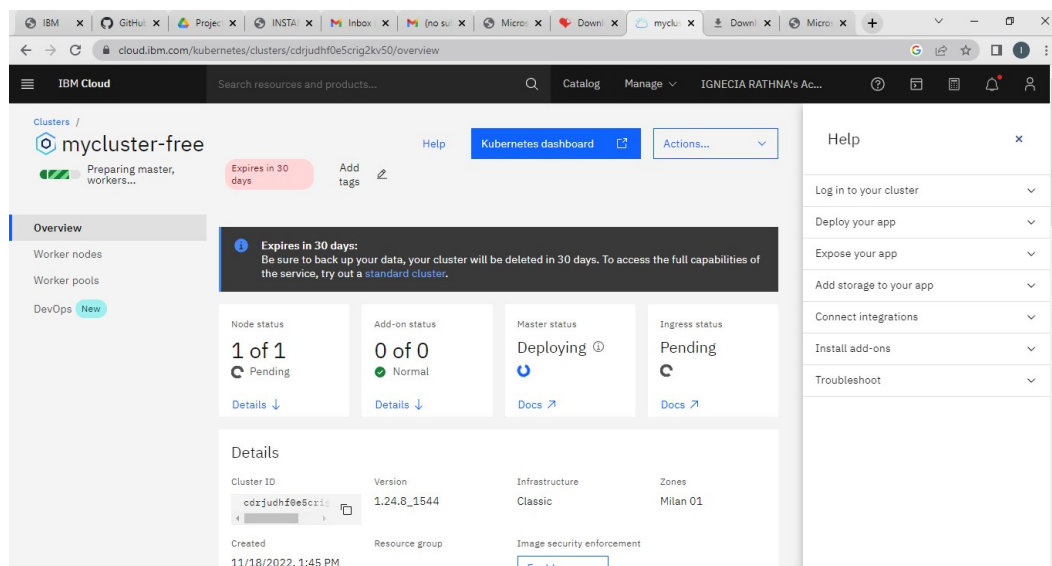 IBM
GitHub
Projec
INSTAL
Inbox
(no sul
Micros
Downl
myclus
Downl
Micros
cloud.ibm.com/kubernetes/clusters/cdrjudhf0e5crig2kv50/overview
G
I
IBM Cloud
Search resources and products...
Catalog
Manage
IGNECIA RATHNA's Ac...
Clusters /
mycluster-free
Preparing master,
workers...
Expires in 30
days
Add
tags
Help
Kubernetes dashboard
Actions...
Overview
Worker nodes
Worker pools
DevOps New
Expires in 30 days:
Be sure to back up your data, your cluster will be deleted in 30 days. To access the full capabilities of
the service, try out a standard cluster.
Node status
1 of 1
Pending
Details ↓
Add-on status
0 of 0
Normal
Details ↓
Master status
Deploying
Docs ↗
Ingress status
Pending
Docs ↗
Details
Cluster ID
cdrjudhf0e5crig
Version
1.24.8_1544
Infrastructure
Classic
Zones
Milan 01
Created
11/18/2022, 1:45 PM
Resource group
Image security enforcement
Help
Log in to your cluster
Deploy your app
Expose your app
Add storage to your app
Connect integrations
Install add-ons
Troubleshoot